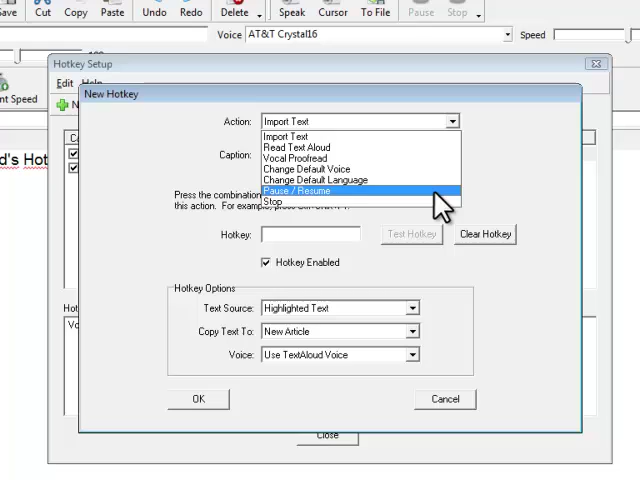 Save Cut Copy Paste Undo Redo Delete Speak Cursor To File Pause Stop
Voice AT&T Crystal16 Speed
Hotkey Setup
Edit Help
nt Speed
New Hotkey
Action: Import Text
Import Text
Read Text Aloud
Caption: Vocal Proofread
Change Default Voice
Change Default Language
Press the combination Pause / Resume
this action. For example, press Stop
d's Hot
Hotkey: Test Hotkey Clear Hotkey
Hotkey Enabled
Hotkey Options
Text Source: Highlighted Text
Copy Text To: New Article
Voice: Use TextAloud Voice
OK Cancel
Close